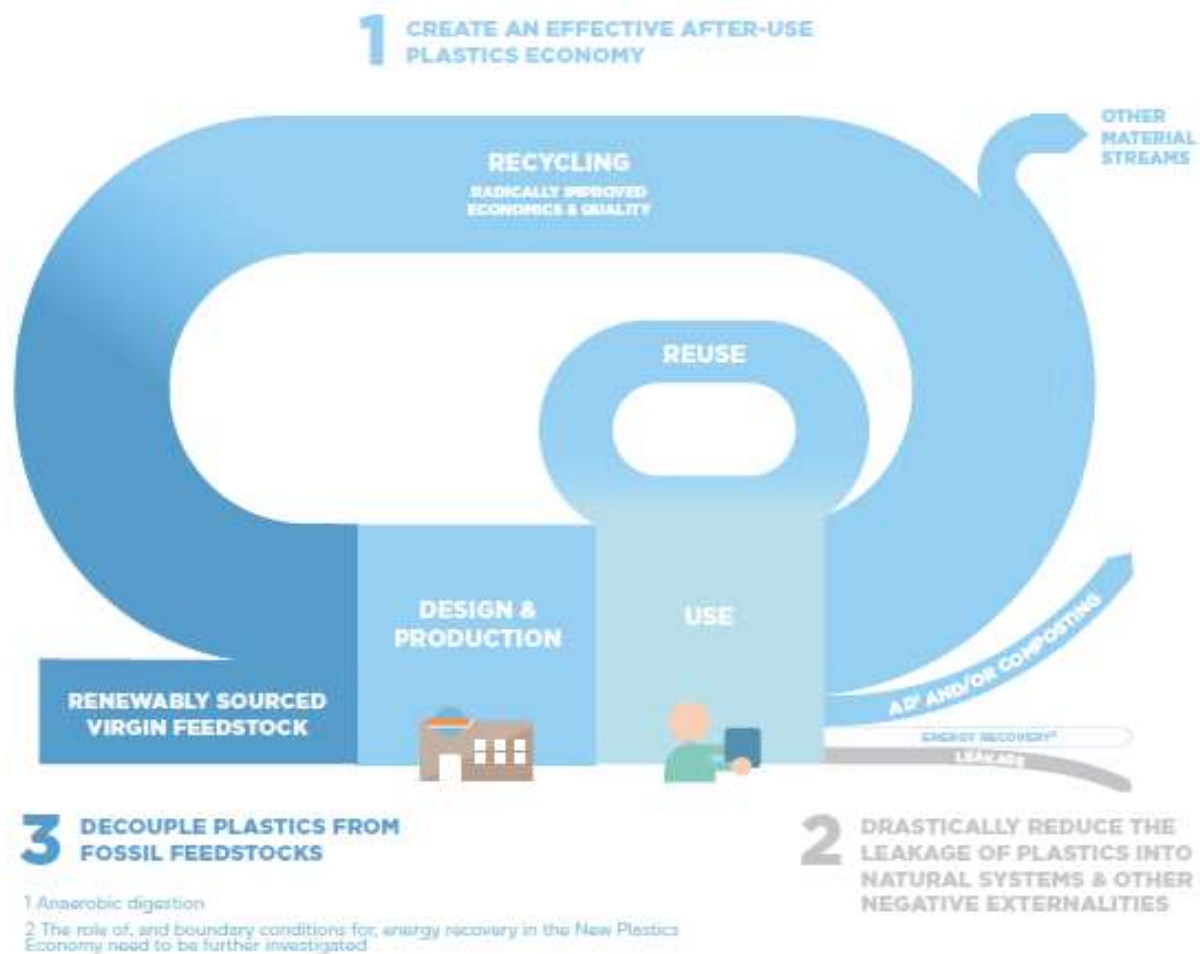 1 CREATE AN EFFECTIVE AFTER-USE
PLASTICS ECONOMY
OTHER
MATERIAL
STREAMS
RECYCLING
RADICALLY IMPROVED
ECONOMICS & QUALITY
REUSE
DESIGN &
PRODUCTION
USE
RENEWABLY SOURCED
VIRGIN FEEDSTOCK
AD¹ AND/OR COMPOSTING
ENERGY RECOVERY²
LEAKAGE
3 DECOUPLE PLASTICS FROM
FOSSIL FEEDSTOCKS
2 DRASTICALLY REDUCE THE
LEAKAGE OF PLASTICS INTO
NATURAL SYSTEMS & OTHER
NEGATIVE EXTERNALITIES
1 Anaerobic digestion
2 The role of, and boundary conditions for, energy recovery in the New Plastics
Economy need to be further investigated